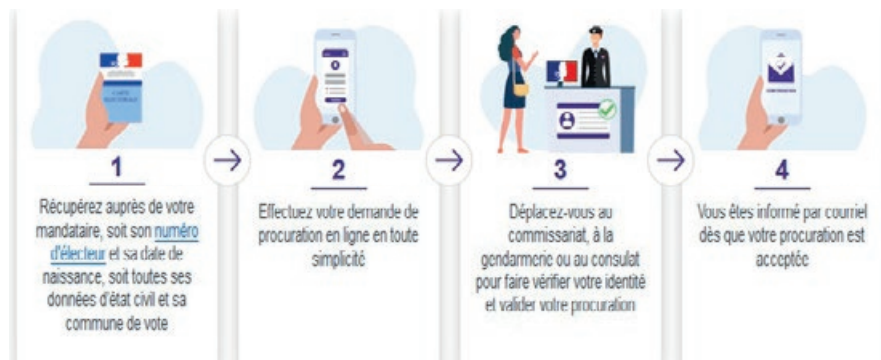 CARTE
ELECTORALE
1
Récupérez auprès de votre
mandataire, soit son numéro
d'électeur et sa date de
naissance, soit toutes ses
données d'état civil et sa
commune de vote
2
Effectuez votre demande de
procuration en ligne en toute
simplicité
3
Déplacez-vous au
commissariat, à la
gendarmerie ou au consulat
pour faire vérifier votre identité
et valider votre procuration
4
Vous êtes informé par courriel
dès que votre procuration est
acceptée